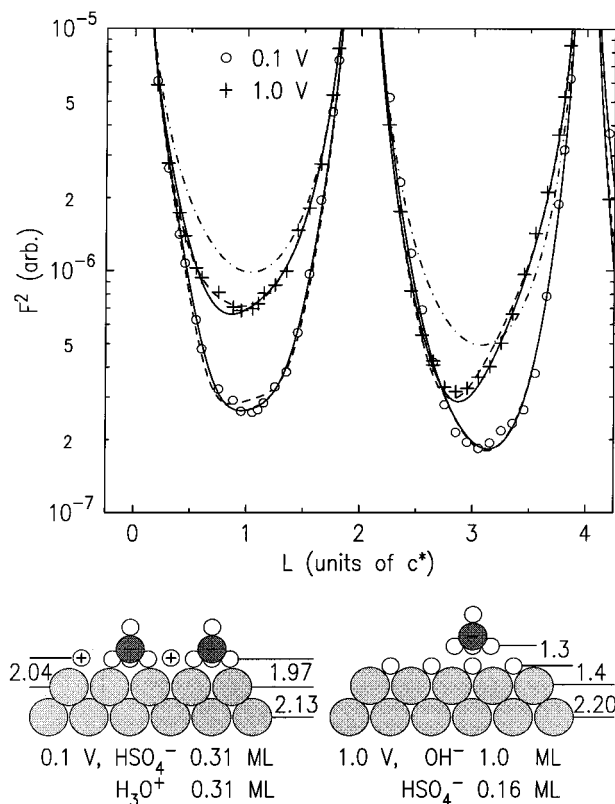 10⁻⁵
○ 0.1 V
+ 1.0 V
5
2
10⁻⁶
5
2
10⁻⁷
F² (arb.)
0 1 2 3 4
L (units of c*)
2.04
1.97
2.13
1.3
1.4
2.20
0.1 V, HSO₄⁻ 0.31 ML
H₃O⁺ 0.31 ML
1.0 V, OH⁻ 1.0 ML
HSO₄⁻ 0.16 ML